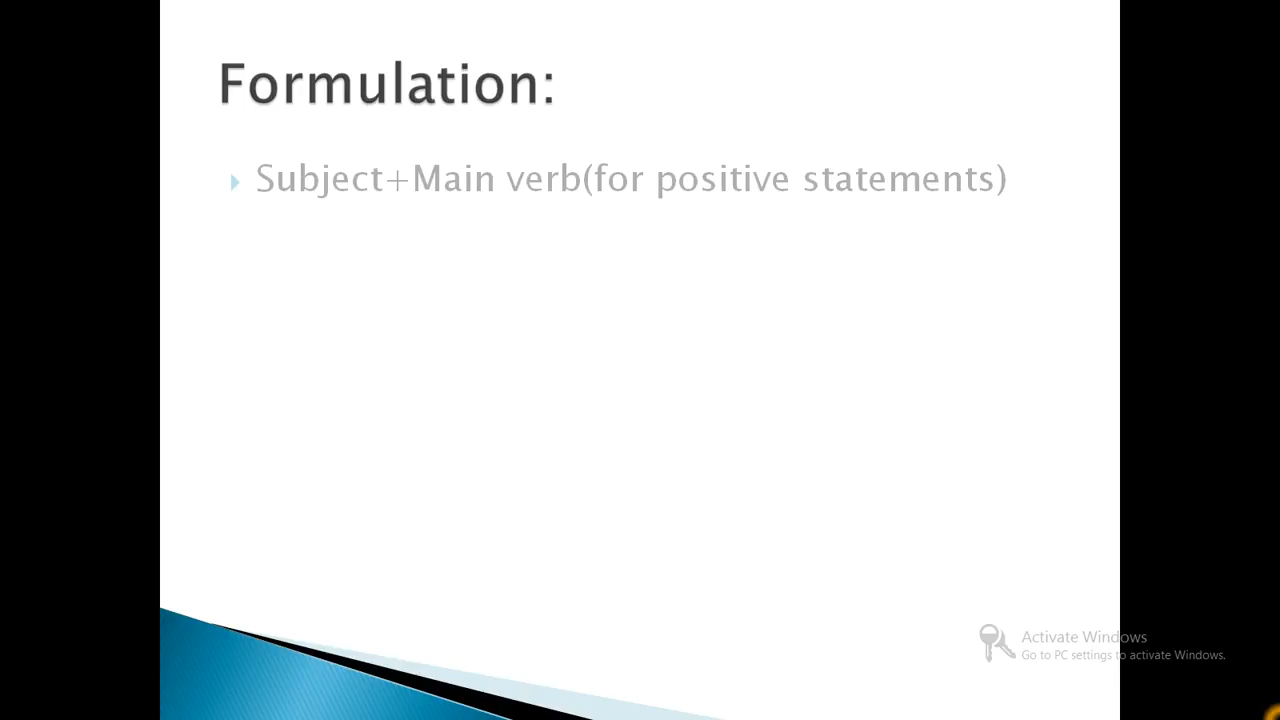 Formulation:
Subject+Main verb(for positive statements)
Activate Windows
Go to PC settings to activate Windows.